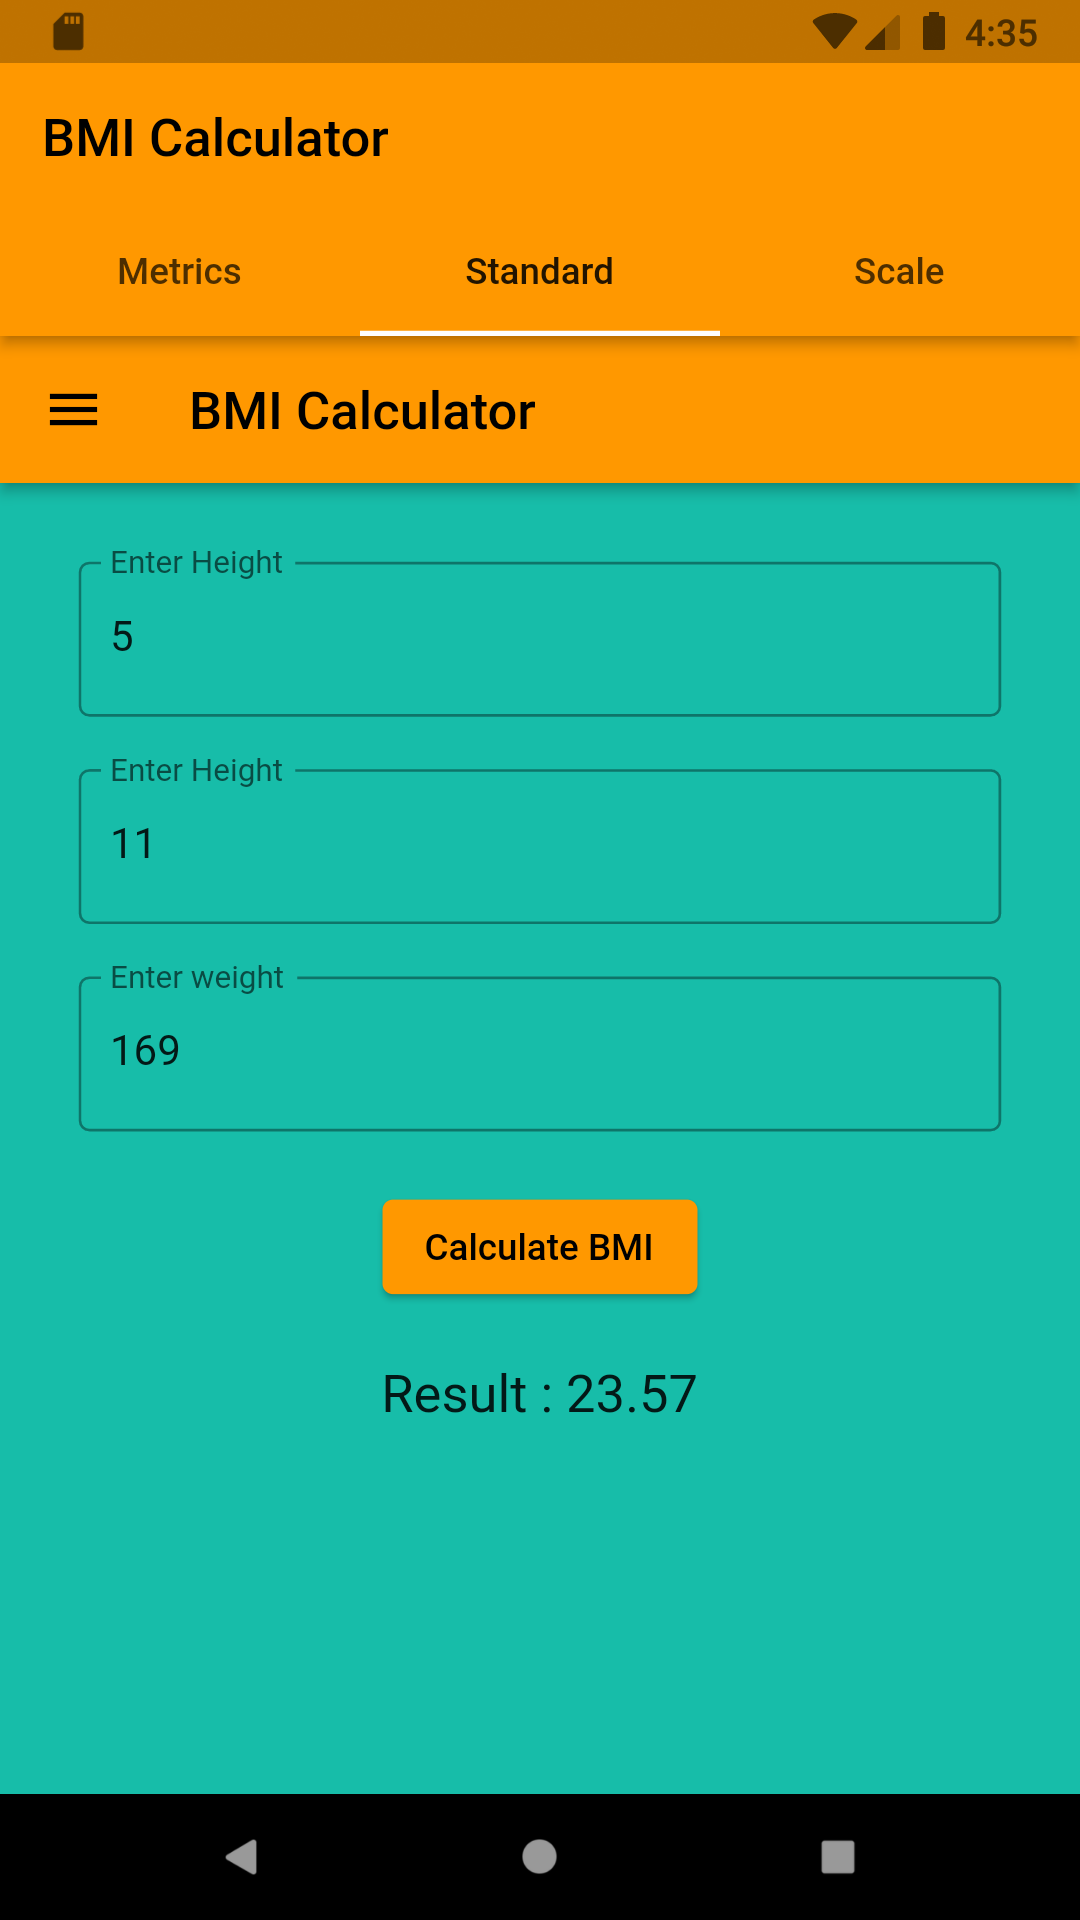 4:35
BMI Calculator
Metrics Standard Scale
BMI Calculator
Enter Height
5
Enter Height
11
Enter weight
169
Calculate BMI
Result : 23.57